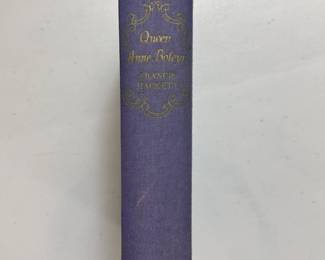 Queen
Anne Boleyn
FRANCIS
HACKETT